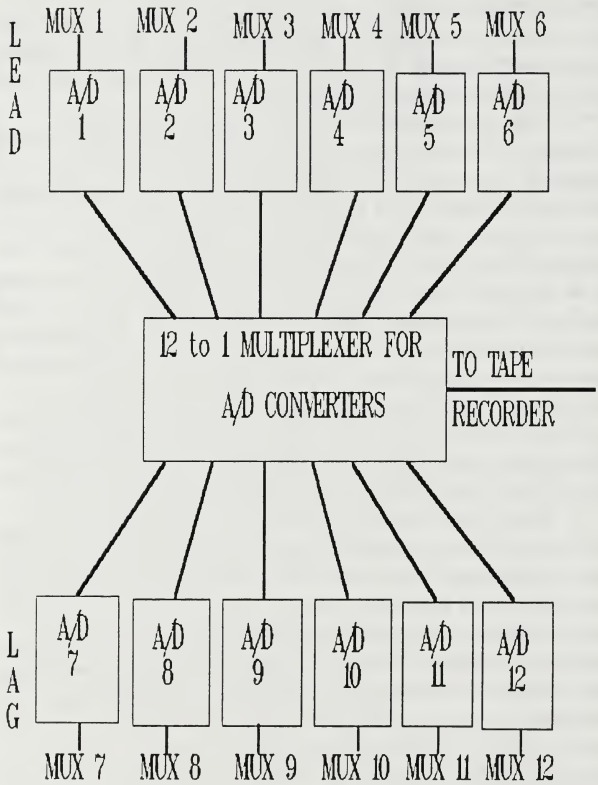 LEAD
MUX 1 MUX 2 MUX 3 MUX 4 MUX 5 MUX 6
A/D 1
A/D 2
A/D 3
A/D 4
A/D 5
A/D 6
12 to 1 MULTIPLEXER FOR
A/D CONVERTERS
TO TAPE
RECORDER
LAG
A/D 7
A/D 8
A/D 9
A/D 10
A/D 11
A/D 12
MUX 7 MUX 8 MUX 9 MUX 10 MUX 11 MUX 12